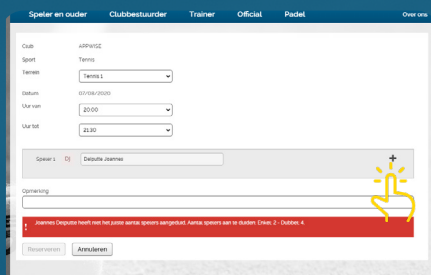 Speler en ouder Clubbestuurder Trainer Official Padel Over ons
Club APPWISE
Sport Tennis
Terrein Tennis 1
Datum 07/08/2020
Uur van 20:00
Uur tot 21:30
Speler 1 Dj Delputte Joannes +
Opmerking
! Joannes Delputte heeft niet het juiste aantal spelers aangeduid. Aantal spelers aan te duiden: Enkel: 2 - Dubbel: 4.
Reserveren Annuleren